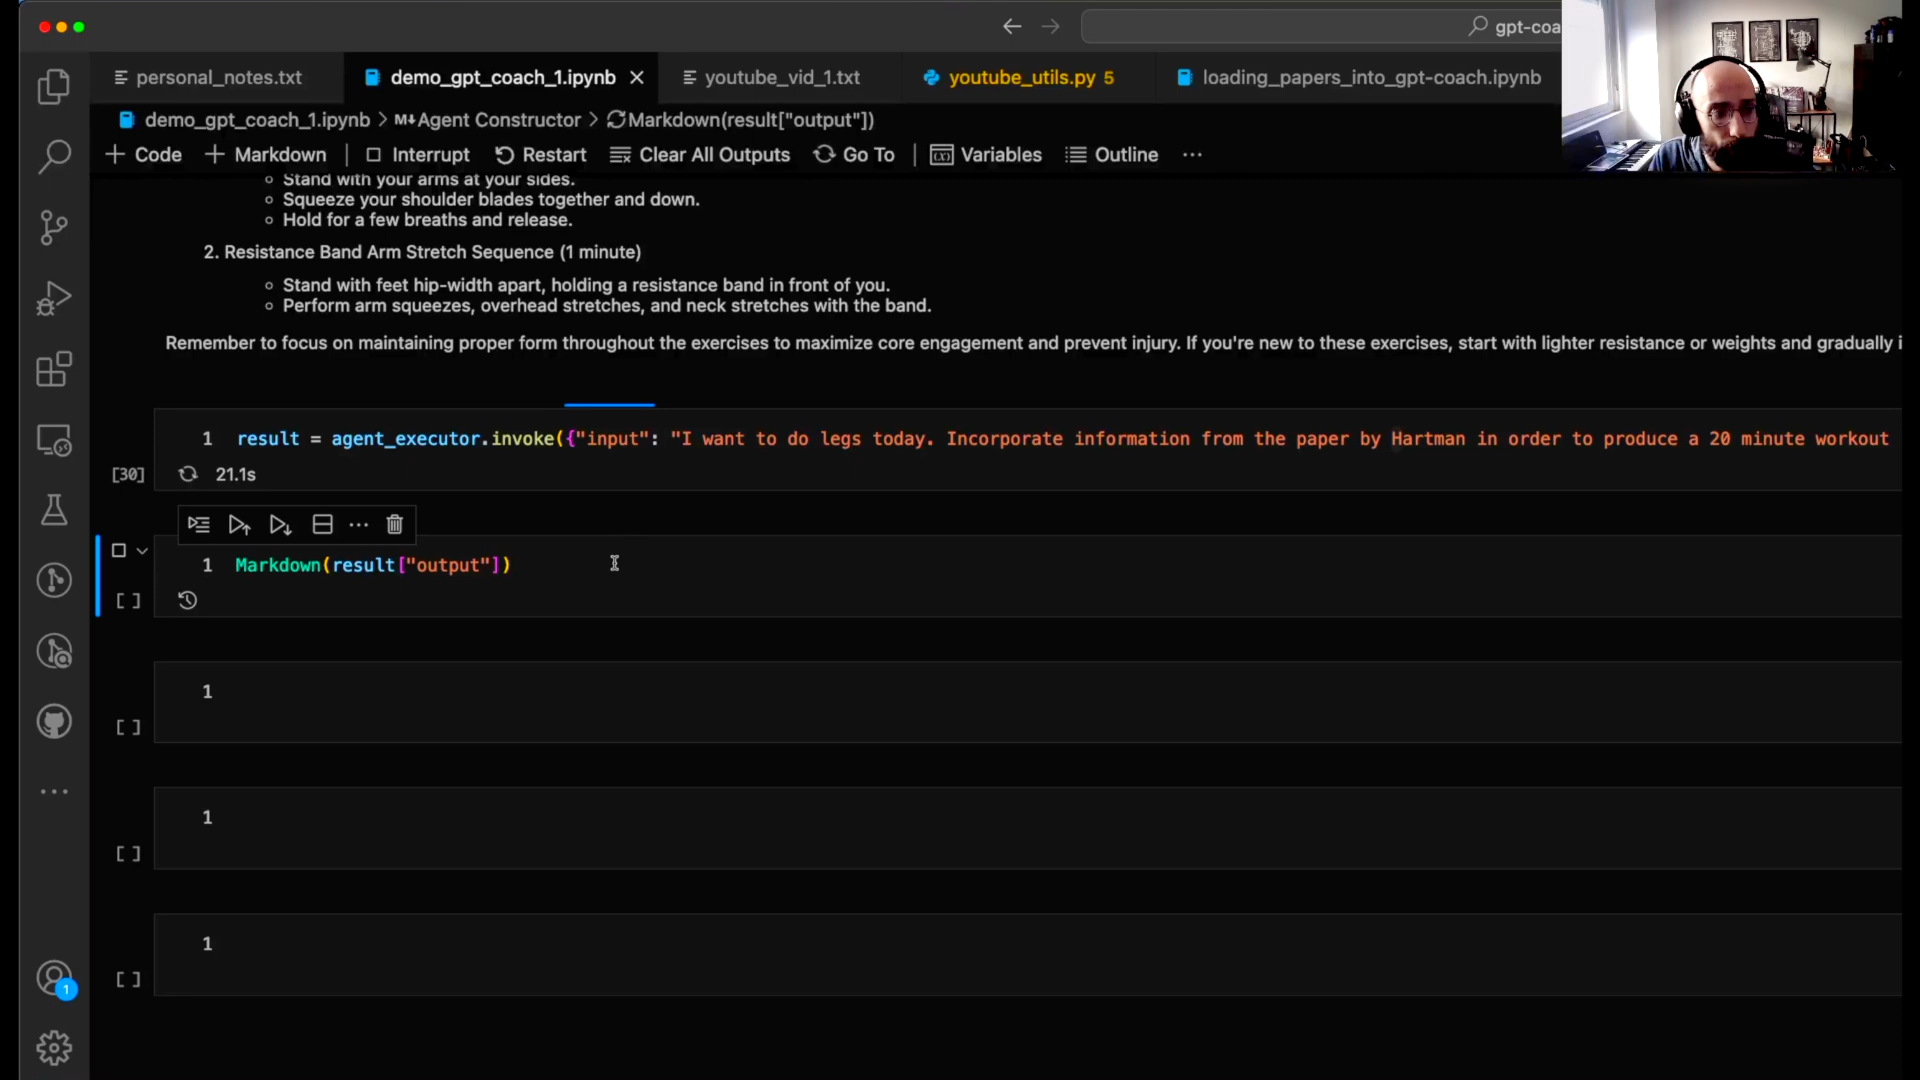 gpt-coa
personal_notes.txt
demo_gpt_coach_1.ipynb
youtube_vid_1.txt
youtube_utils.py 5
loading_papers_into_gpt-coach.ipynb
demo_gpt_coach_1.ipynb > M↓Agent Constructor > Markdown(result["output"])
+ Code + Markdown | Interrupt Restart Clear All Outputs Go To | Variables Outline ...
Stand with your arms at your sides.
Squeeze your shoulder blades together and down.
Hold for a few breaths and release.
2. Resistance Band Arm Stretch Sequence (1 minute)
Stand with feet hip-width apart, holding a resistance band in front of you.
Perform arm squeezes, overhead stretches, and neck stretches with the band.
Remember to focus on maintaining proper form throughout the exercises to maximize core engagement and prevent injury. If you're new to these exercises, start with lighter resistance or weights and gradually i
1 result = agent_executor.invoke({"input": "I want to do legs today. Incorporate information from the paper by Hartman in order to produce a 20 minute workout
[30] 21.1s
1 Markdown(result["output"])
[ ]
1
[ ]
1
[ ]
1
[ ]
1